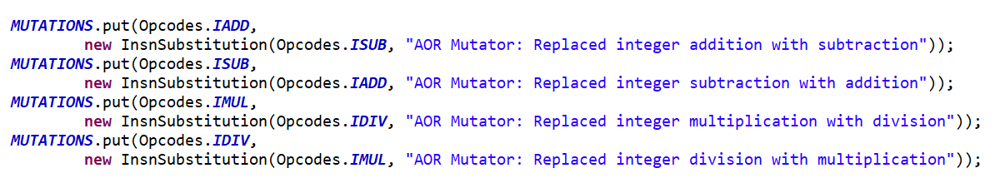 MUTATIONS.put(Opcodes.IADD,
new InsnSubstitution(Opcodes.ISUB, "AOR Mutator: Replaced integer addition with subtraction"));
MUTATIONS.put(Opcodes.ISUB,
new InsnSubstitution(Opcodes.IADD, "AOR Mutator: Replaced integer subtraction with addition"));
MUTATIONS.put(Opcodes.IMUL,
new InsnSubstitution(Opcodes.IDIV, "AOR Mutator: Replaced integer multiplication with division"));
MUTATIONS.put(Opcodes.IDIV,
new InsnSubstitution(Opcodes.IMUL, "AOR Mutator: Replaced integer division with multiplication"));